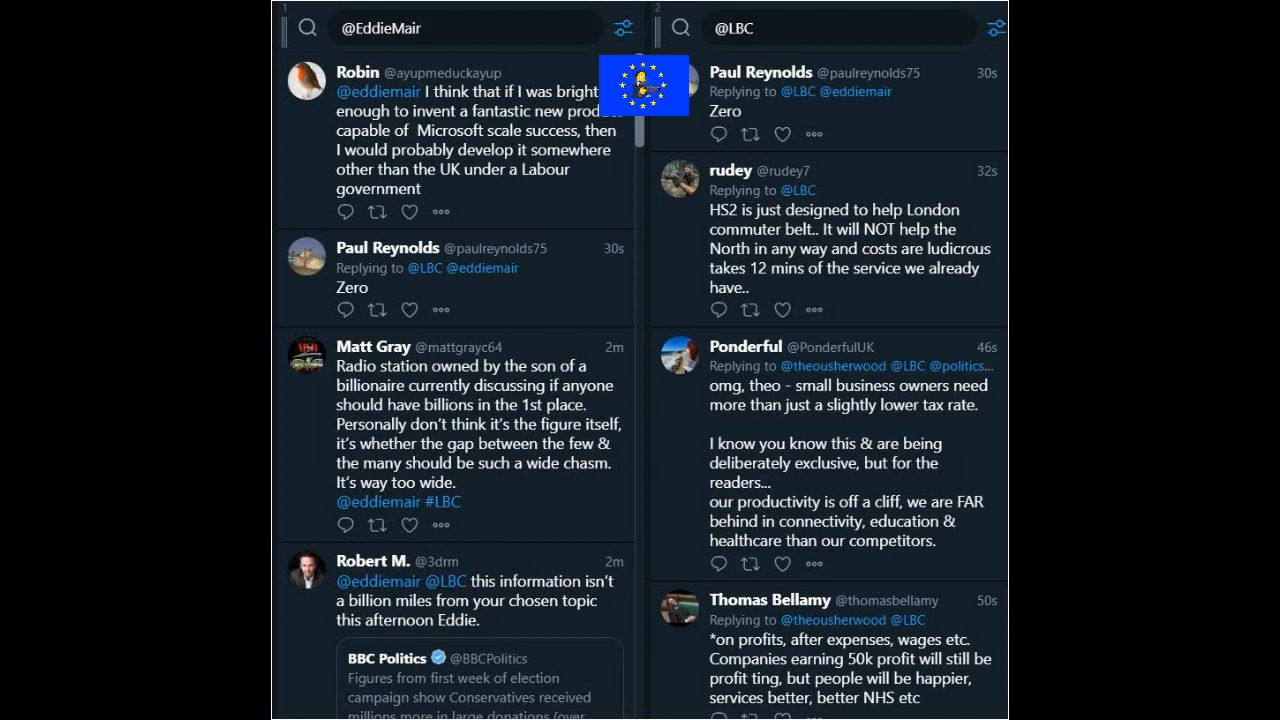 1
@EddieMair
Robin @ayupmeduckayup
@eddiemair I think that if I was bright
enough to invent a fantastic new produc
capable of Microsoft scale success, then
I would probably develop it somewhere
other than the UK under a Labour
government
Paul Reynolds @paulreynolds75 30s
Replying to @LBC @eddiemair
Zero
Matt Gray @mattgrayc64 2m
Radio station owned by the son of a
billionaire currently discussing if anyone
should have billions in the 1st place.
Personally don't think it's the figure itself,
it's whether the gap between the few &
the many should be such a wide chasm.
It's way too wide.
@eddiemair #LBC
Robert M. @3drm 2m
@eddiemair @LBC this information isn't
a billion miles from your chosen topic
this afternoon Eddie.
BBC Politics @BBCPolitics
Figures from first week of election
campaign show Conservatives received
millions more in large donations (over
2
@LBC
Paul Reynolds @paulreynolds75 30s
Replying to @LBC @eddiemair
Zero
rudey @rudey7 32s
Replying to @LBC
HS2 is just designed to help London
commuter belt.. It will NOT help the
North in any way and costs are ludicrous
takes 12 mins of the service we already
have..
Ponderful @PonderfulUK 46s
Replying to @theousherwood @LBC @politics...
omg, theo - small business owners need
more than just a slightly lower tax rate.
I know you know this & are being
deliberately exclusive, but for the
readers...
our productivity is off a cliff, we are FAR
behind in connectivity, education &
healthcare than our competitors.
Thomas Bellamy @thomasbellamy 50s
Replying to @theousherwood @LBC
*on profits, after expenses, wages etc.
Companies earning 50k profit will still be
profit ting, but people will be happier,
services better, better NHS etc